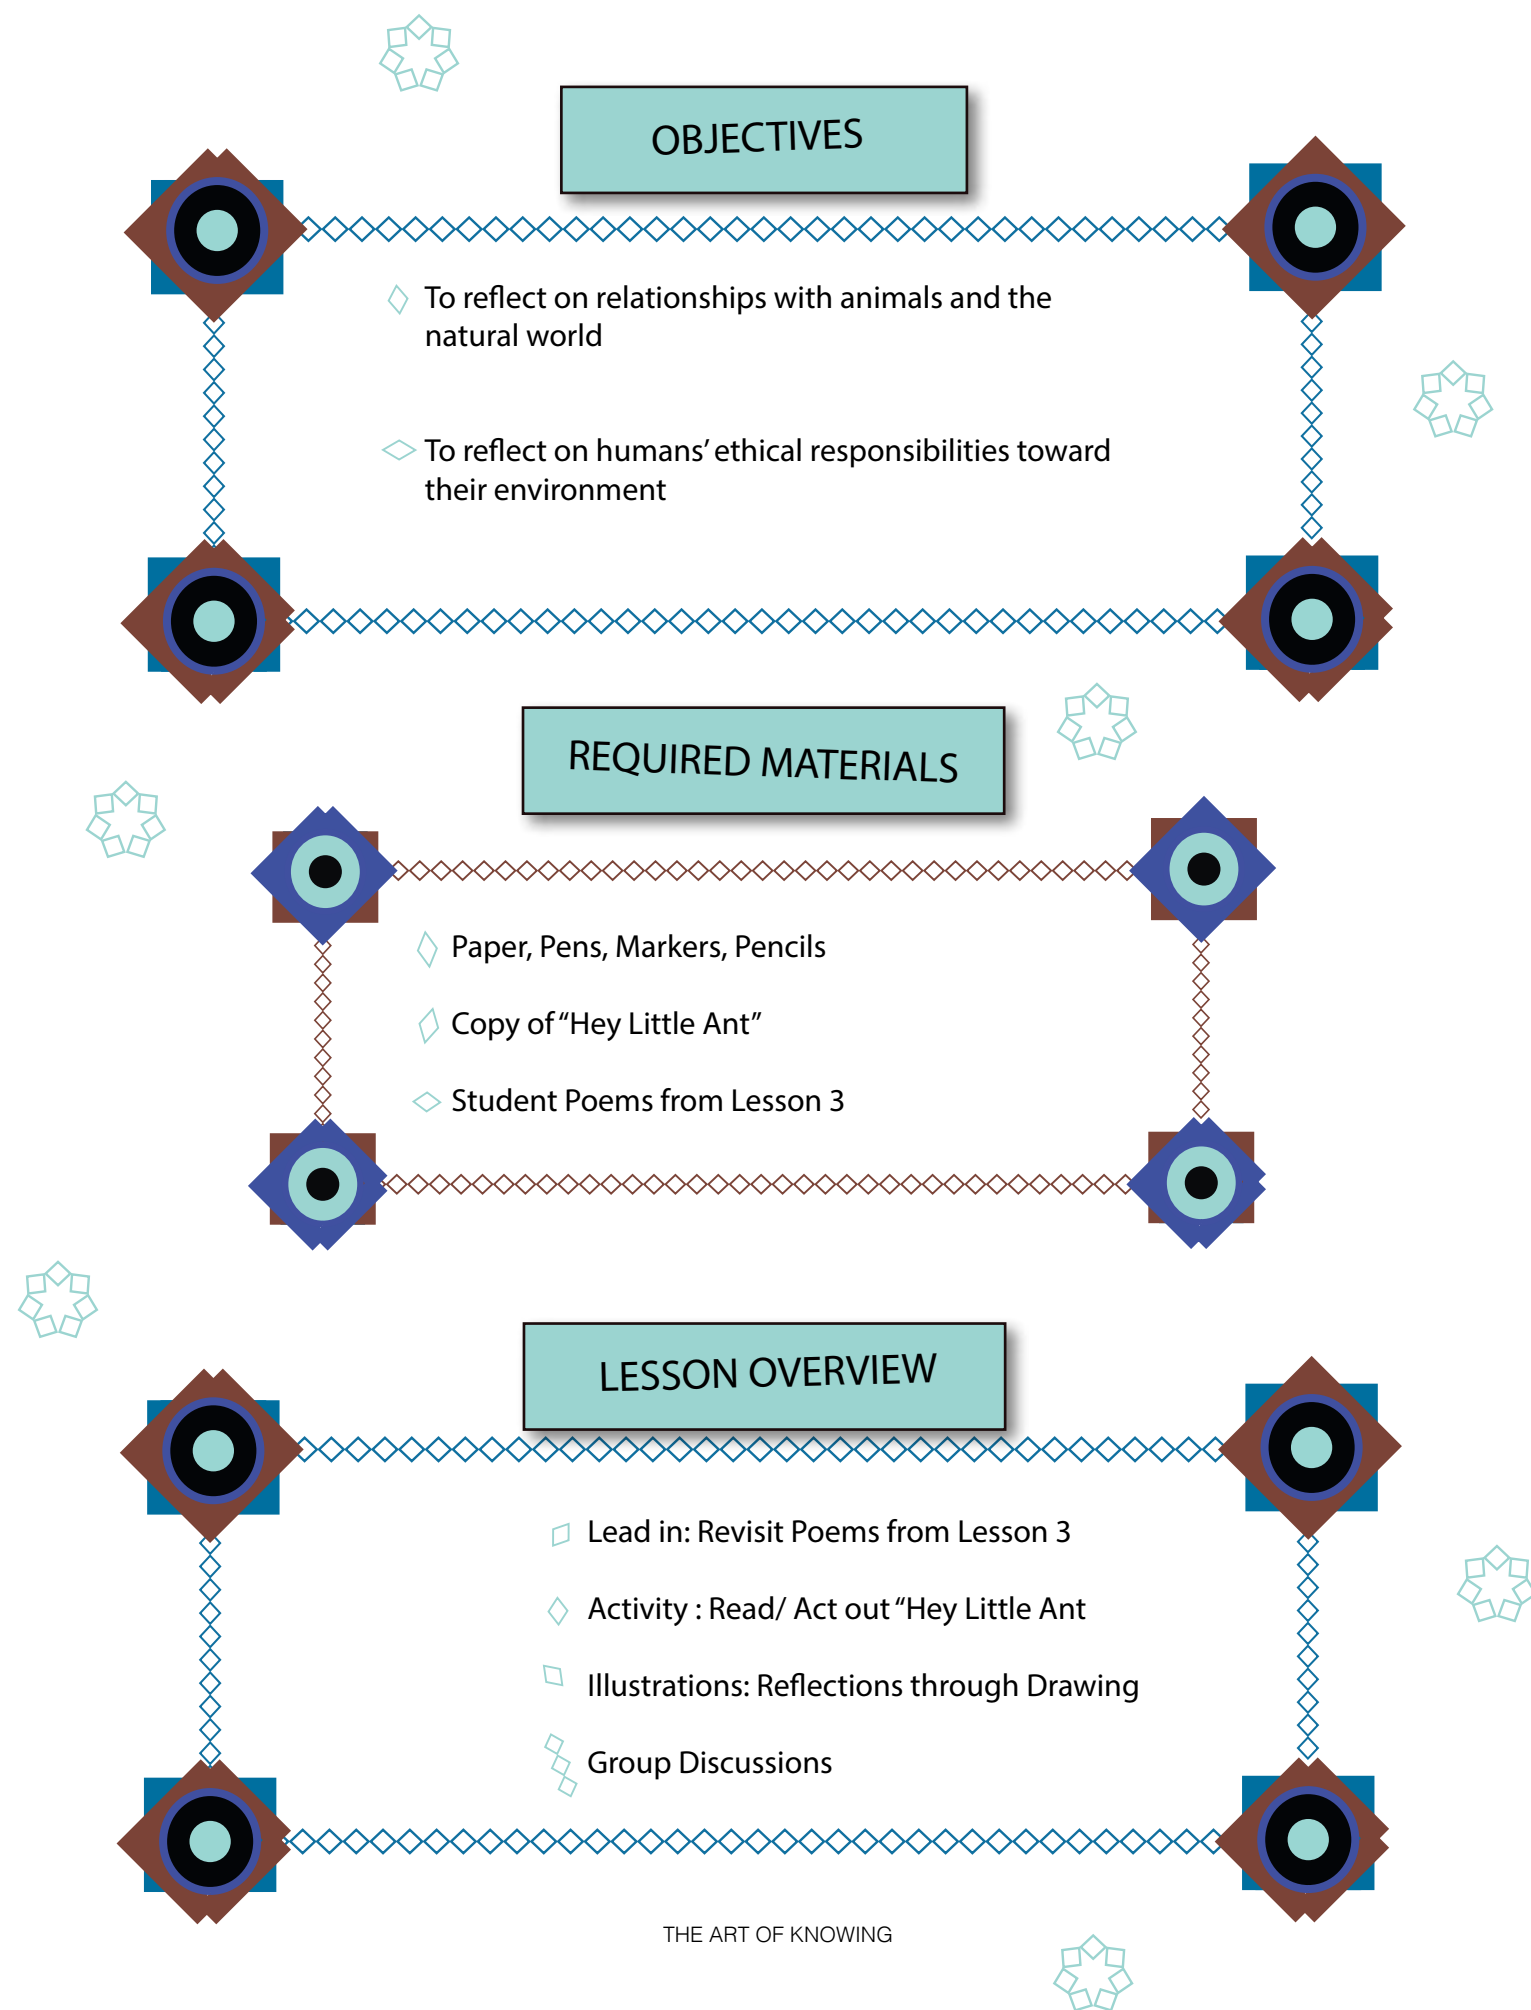 OBJECTIVES
To reflect on relationships with animals and the
natural world
To reflect on humans’ ethical responsibilities toward
their environment
REQUIRED MATERIALS
Paper, Pens, Markers, Pencils
Copy of “Hey Little Ant”
Student Poems from Lesson 3
LESSON OVERVIEW
Lead in: Revisit Poems from Lesson 3
Activity : Read/ Act out “Hey Little Ant
Illustrations: Reflections through Drawing
Group Discussions
THE ART OF KNOWING